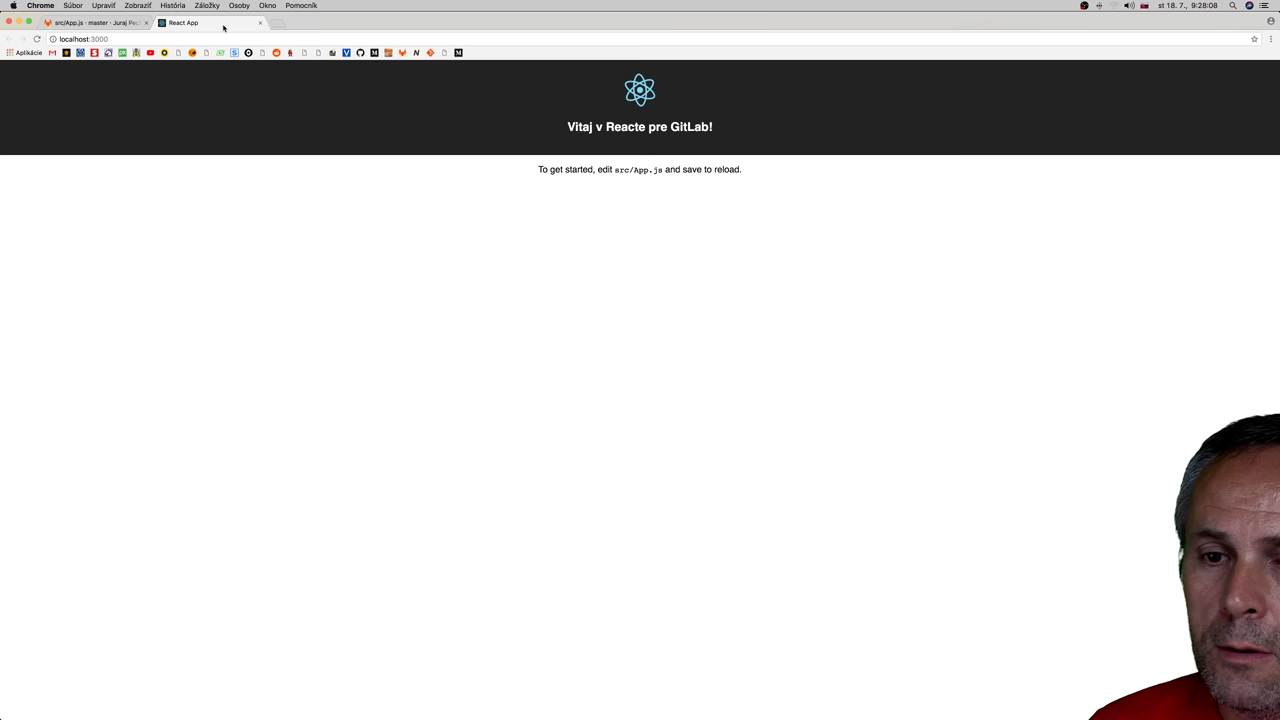 Chrome Súbor Upraviť Zobraziť História Záložky Osoby Okno Pomocník st 18. 7., 9:28:08
src/App.js · master · Juraj Pec
React App
localhost:3000
Aplikácie
Vitaj v Reacte pre GitLab!
To get started, edit src/App.js and save to reload.